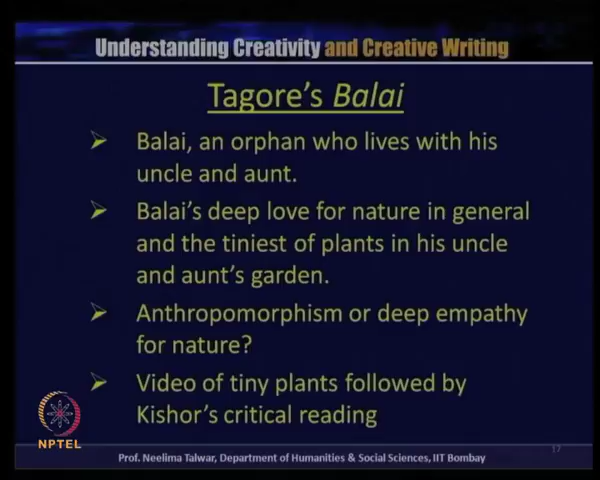 Understanding Creativity and Creative Writing
Tagore's Balai
➤ Balai, an orphan who lives with his
uncle and aunt.
➤ Balai's deep love for nature in general
and the tiniest of plants in his uncle
and aunt's garden.
➤ Anthropomorphism or deep empathy
for nature?
➤ Video of tiny plants followed by
Kishor's critical reading
NPTEL
17
Prof. Neelima Talwar, Department of Humanities & Social Sciences, IIT Bombay